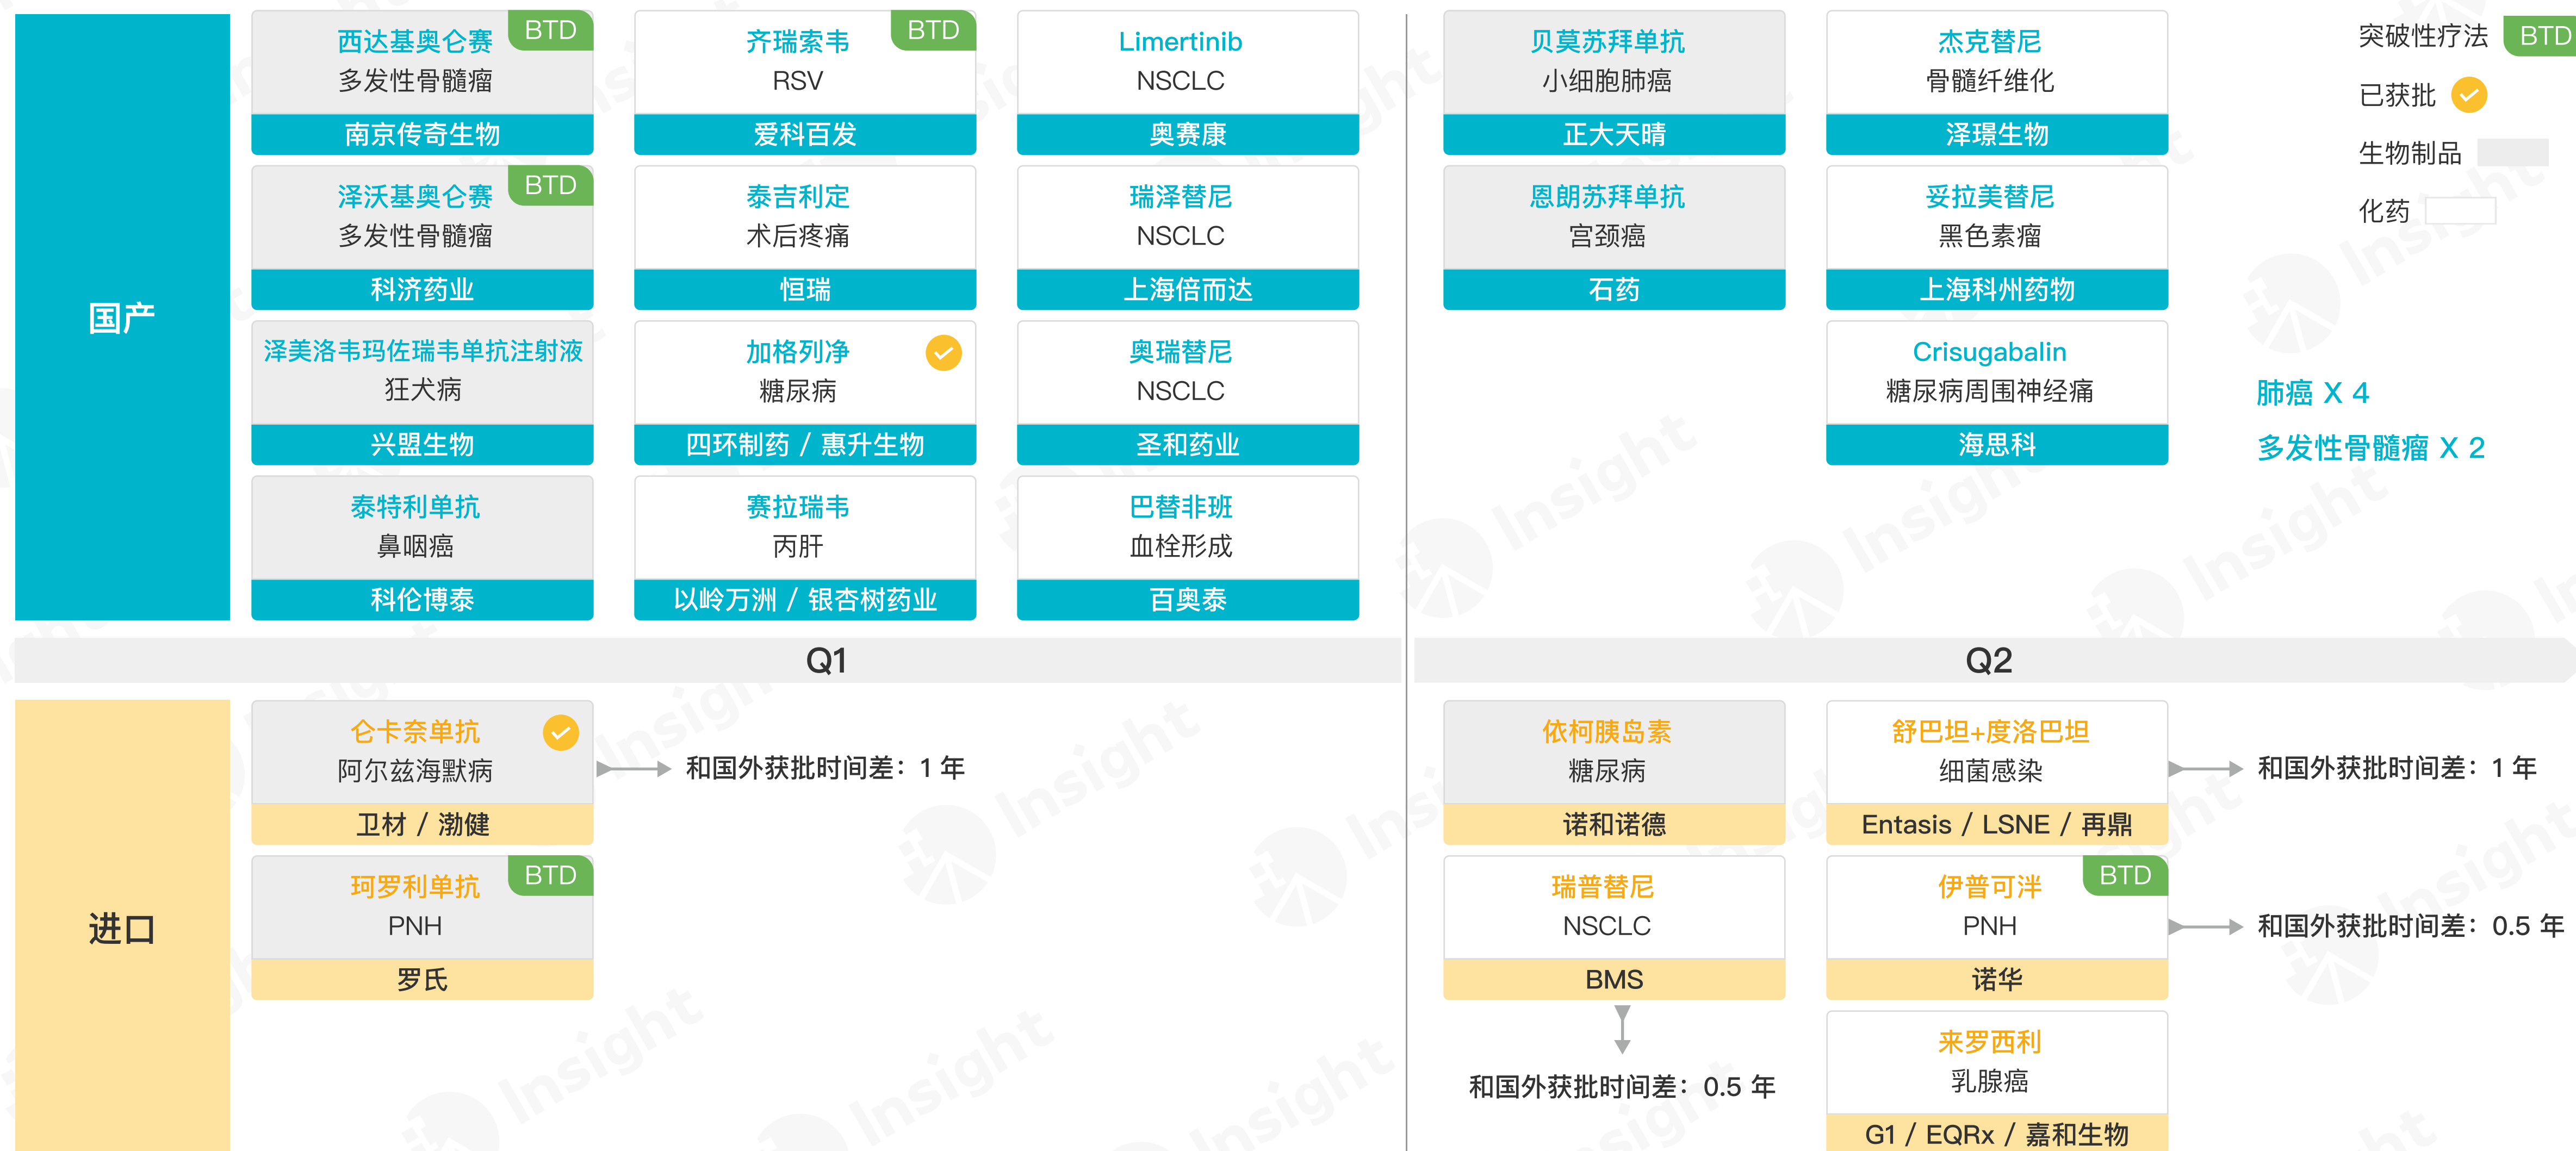 国产
西达基奥仑赛
BTD
多发性骨髓瘤
南京传奇生物
齐瑞索韦
BTD
RSV
爱科百发
Limertinib
NSCLC
奥赛康
泽沃基奥仑赛
BTD
多发性骨髓瘤
科济药业
泰吉利定
术后疼痛
恒瑞
瑞泽替尼
NSCLC
上海倍而达
泽美洛韦玛佐瑞韦单抗注射液
狂犬病
兴盟生物
加格列净
糖尿病
四环制药 / 惠升生物
奥瑞替尼
NSCLC
圣和药业
泰特利单抗
鼻咽癌
科伦博泰
赛拉瑞韦
丙肝
以岭万洲 / 银杏树药业
巴替非班
血栓形成
百奥泰
贝莫苏拜单抗
小细胞肺癌
正大天晴
杰克替尼
骨髓纤维化
泽璟生物
恩朗苏拜单抗
宫颈癌
石药
妥拉美替尼
黑色素瘤
上海科州药物
Crisugabalin
糖尿病周围神经痛
海思科
突破性疗法 BTD
已获批
生物制品
化药
肺癌 X 4
多发性骨髓瘤 X 2
Q1
Q2
进口
仑卡奈单抗
阿尔兹海默病
卫材 / 渤健
和国外获批时间差：1 年
珂罗利单抗
BTD
PNH
罗氏
依柯胰岛素
糖尿病
诺和诺德
舒巴坦+度洛巴坦
细菌感染
Entasis / LSNE / 再鼎
和国外获批时间差：1 年
瑞普替尼
NSCLC
BMS
和国外获批时间差：0.5 年
伊普可泮
BTD
PNH
诺华
和国外获批时间差：0.5 年
来罗西利
乳腺癌
G1 / EQRx / 嘉和生物
Insight